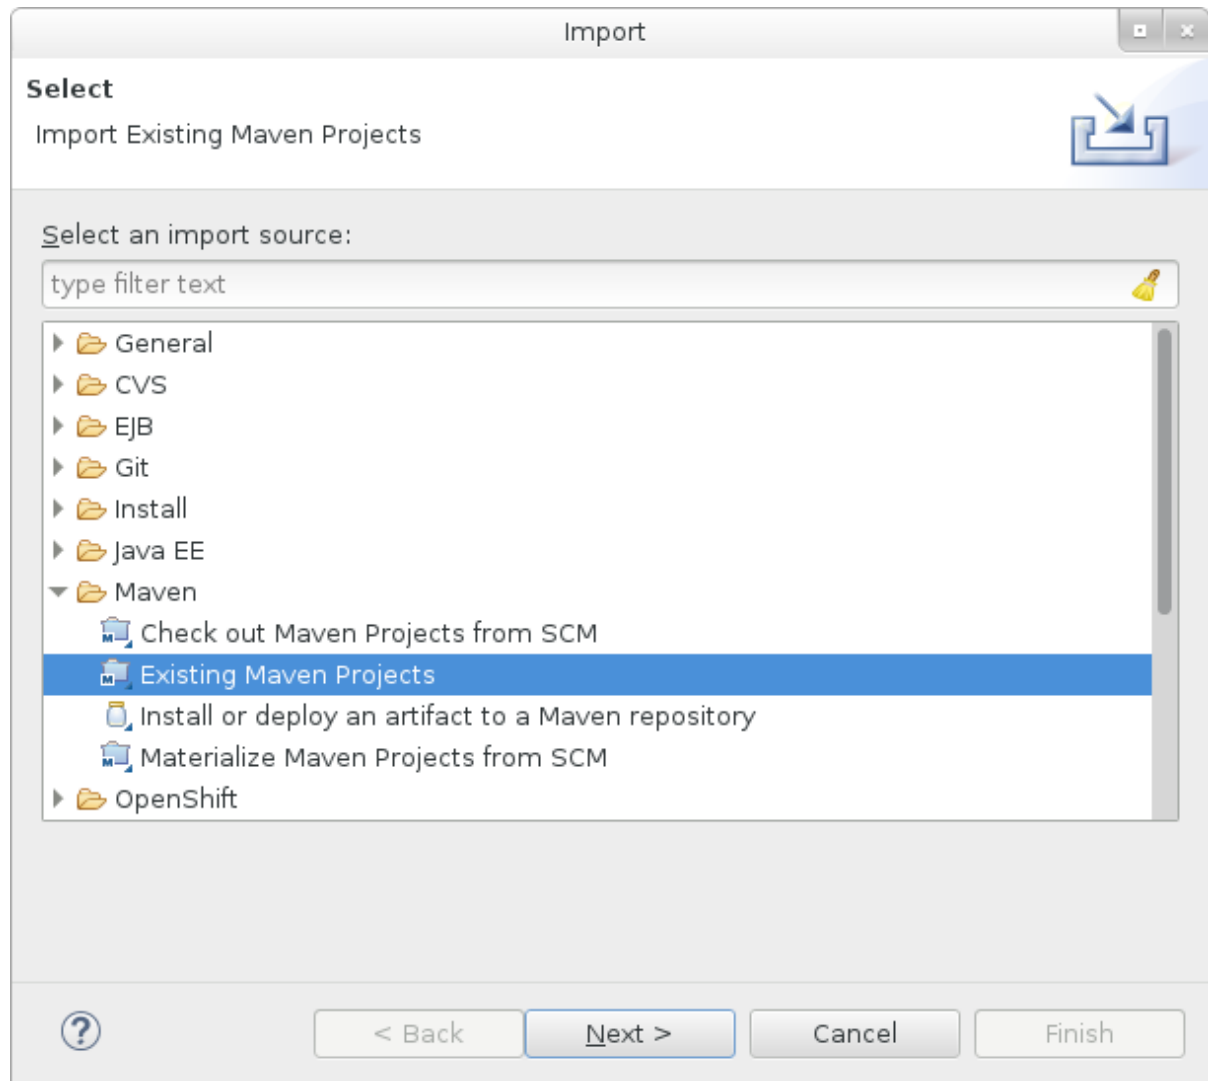 Import
Select
Import Existing Maven Projects
Select an import source:
type filter text
General
CVS
EJB
Git
Install
Java EE
Maven
Check out Maven Projects from SCM
Existing Maven Projects
Install or deploy an artifact to a Maven repository
Materialize Maven Projects from SCM
OpenShift
< Back Next > Cancel Finish